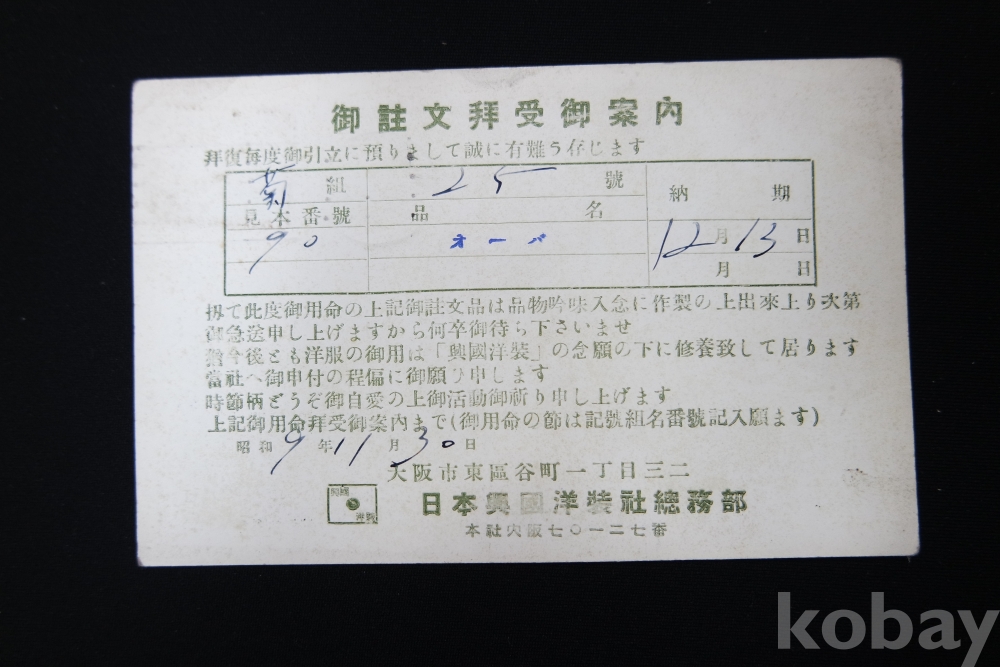 御註文拜受御案內
拜復每度御引立に預りまして誠に有難う存じます
菊 組 25 號 納期
見本番號 品名
90 オーバ 12月13日
月 日
扨て此度御用命の上記御註文品は品物吟味入念に作製の上出來上り次第
御急送申し上げますから何卒御待ち下さいませ
尙今後とも洋服の御用は「興國洋裝」の念願の下に修養致して居ります
當社へ御申付の程偏に御願ひ申します
時節柄どうぞ御自愛の上御活動御祈り申し上げます
上記御用命拜受御案內まで(御用命の節は記號組名番號記入願ます)
昭和9年11月30日
大阪市東區谷町一丁目三二
日本興國洋裝社總務部
本社大阪七〇一二七番
kobay